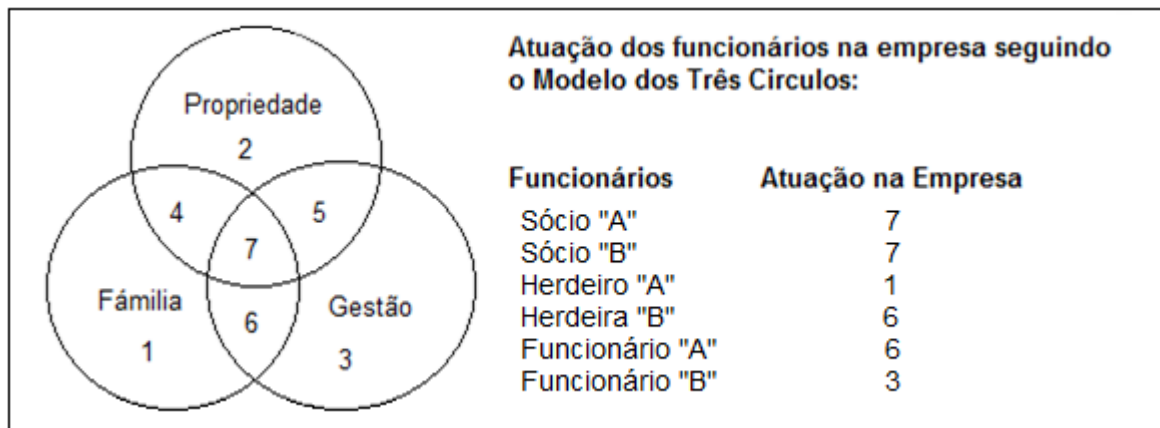 Propriedade
2
4
5
7
Fámilia
6
Gestão
1
3
Atuação dos funcionários na empresa seguindo
o Modelo dos Três Circulos:
Funcionários Atuação na Empresa
Sócio "A" 7
Sócio "B" 7
Herdeiro "A" 1
Herdeira "B" 6
Funcionário "A" 6
Funcionário "B" 3